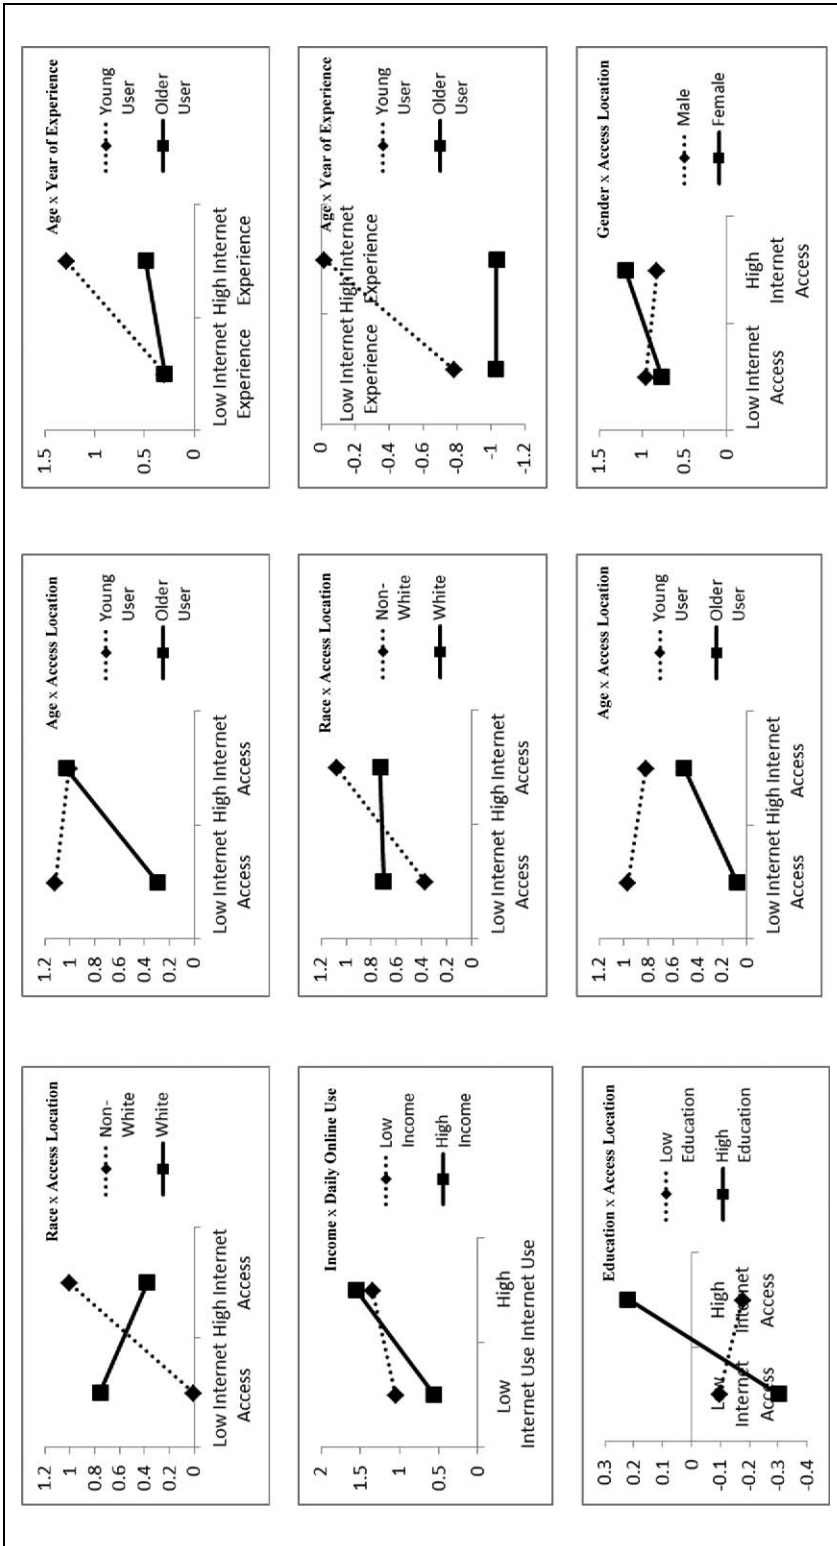 Race x Access Location
1.2
1
0.8
0.6
0.4
0.2
0
Low Internet High Internet
Access Access
Non-
White
White
Age x Access Location
1.2
1
0.8
0.6
0.4
0.2
0
Low Internet High Internet
Access Access
Young
User
Older
User
Age x Year of Experience
1.5
1
0.5
0
Low Internet High Internet
Experience Experience
Young
User
Older
User
Income x Daily Online Use
2
1.5
1
0.5
0
Low High
Internet Use Internet Use
Low
Income
High
Income
Race x Access Location
1.2
1
0.8
0.6
0.4
0.2
0
Low Internet High Internet
Access Access
Non-
White
White
Age x Year of Experience
0
-0.2
-0.4
-0.6
-0.8
-1
-1.2
Low Internet High Internet
Experience Experience
Young
User
Older
User
Education x Access Location
0.3
0.2
0.1
0
-0.1
-0.2
-0.3
-0.4
Low High
Internet Internet
Access Access
Low
Education
High
Education
Age x Access Location
1.2
1
0.8
0.6
0.4
0.2
0
Low Internet High Internet
Access Access
Young
User
Older
User
Gender x Access Location
1.5
1
0.5
0
Low Internet High
Access Internet
Access
Male
Female